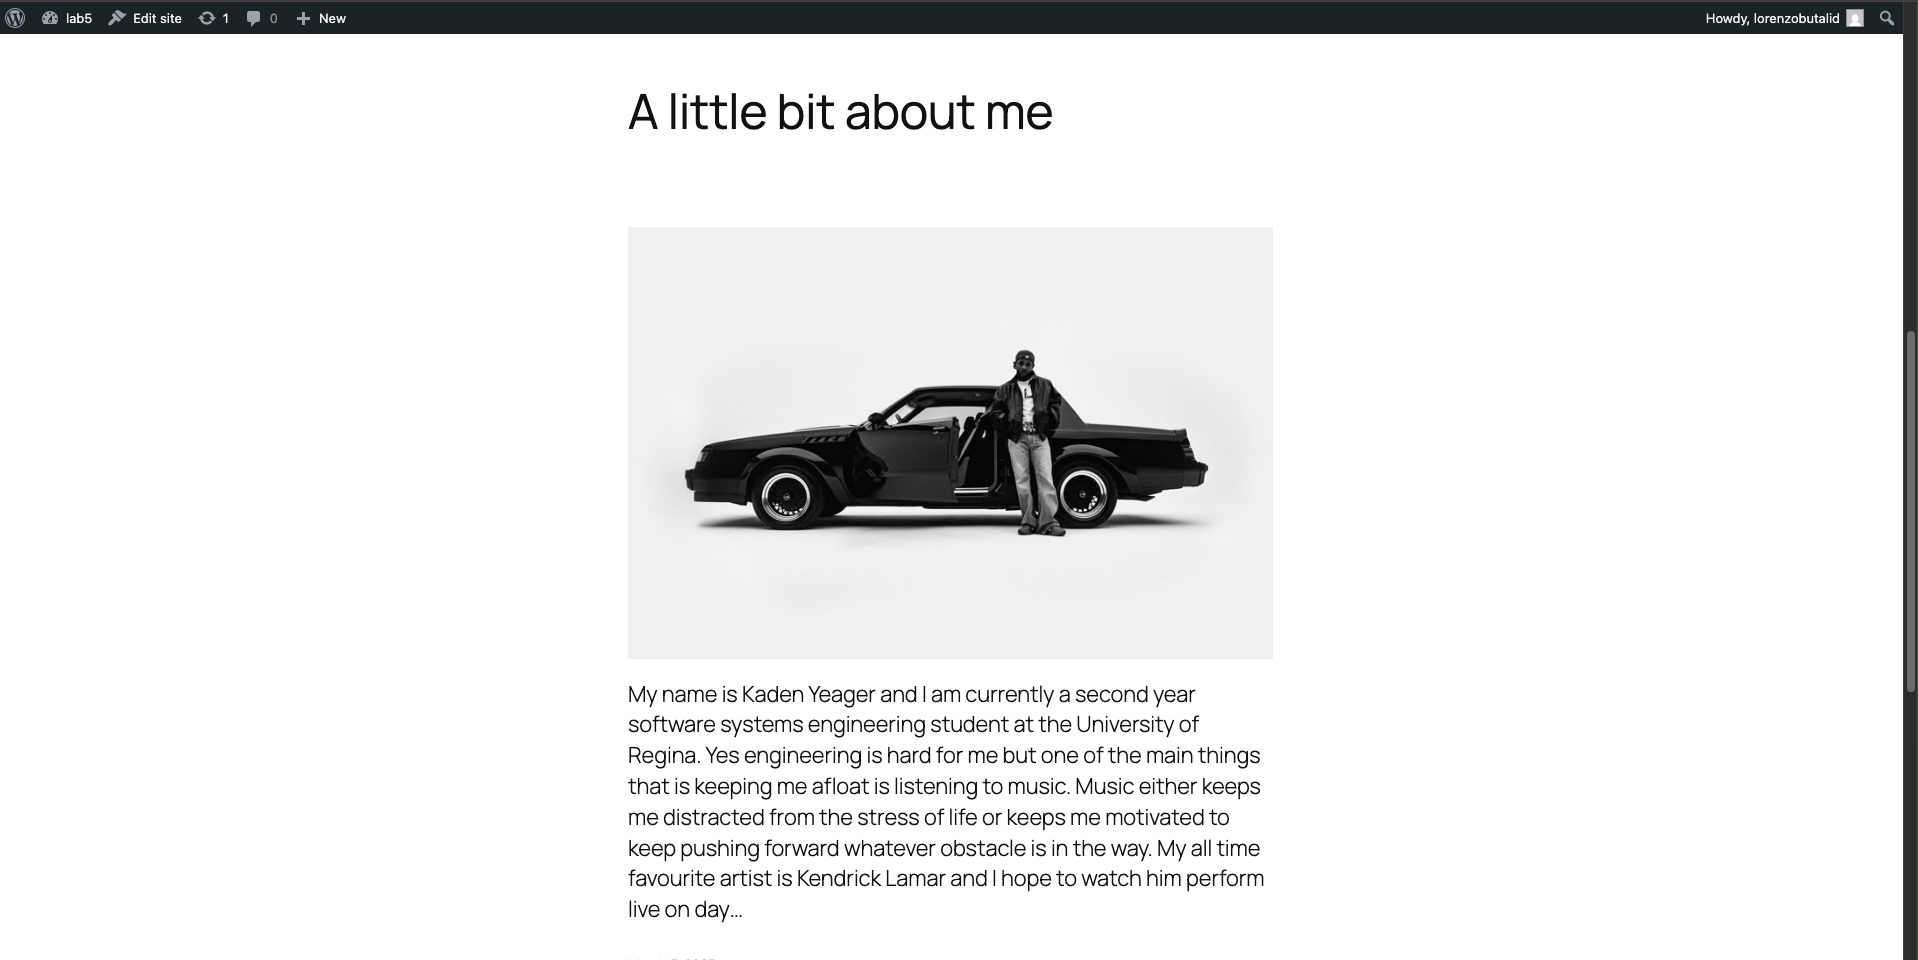 lab5 Edit site 1 0 New Howdy, lorenzobutalid
A little bit about me
My name is Kaden Yeager and I am currently a second year
software systems engineering student at the University of
Regina. Yes engineering is hard for me but one of the main things
that is keeping me afloat is listening to music. Music either keeps
me distracted from the stress of life or keeps me motivated to
keep pushing forward whatever obstacle is in the way. My all time
favourite artist is Kendrick Lamar and I hope to watch him perform
live on day…